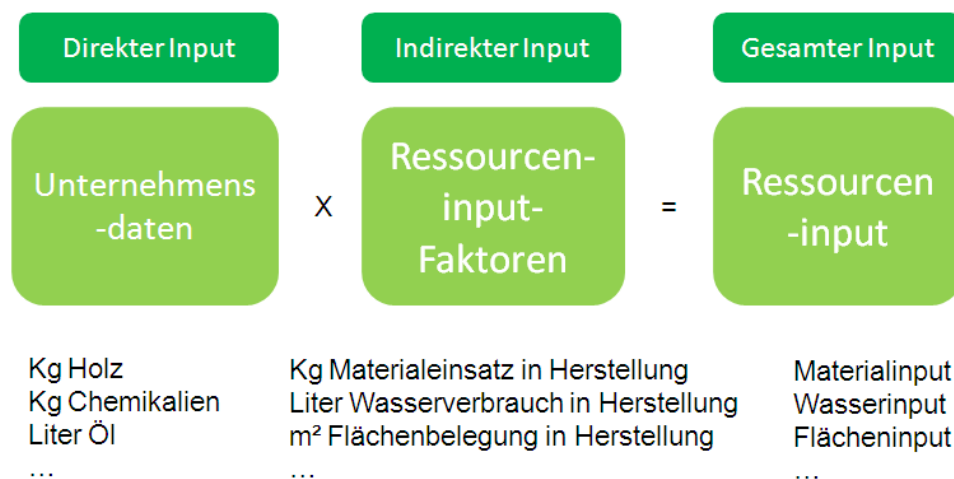 Direkter Input
Indirekter Input
Gesamter Input
Unternehmens
-daten
X
Ressourcen-
input-
Faktoren
=
Ressourcen
-input
Kg Holz
Kg Chemikalien
Liter Öl
...
Kg Materialeinsatz in Herstellung
Liter Wasserverbrauch in Herstellung
m² Flächenbelegung in Herstellung
...
Materialinput
Wasserinput
Flächeninput
...